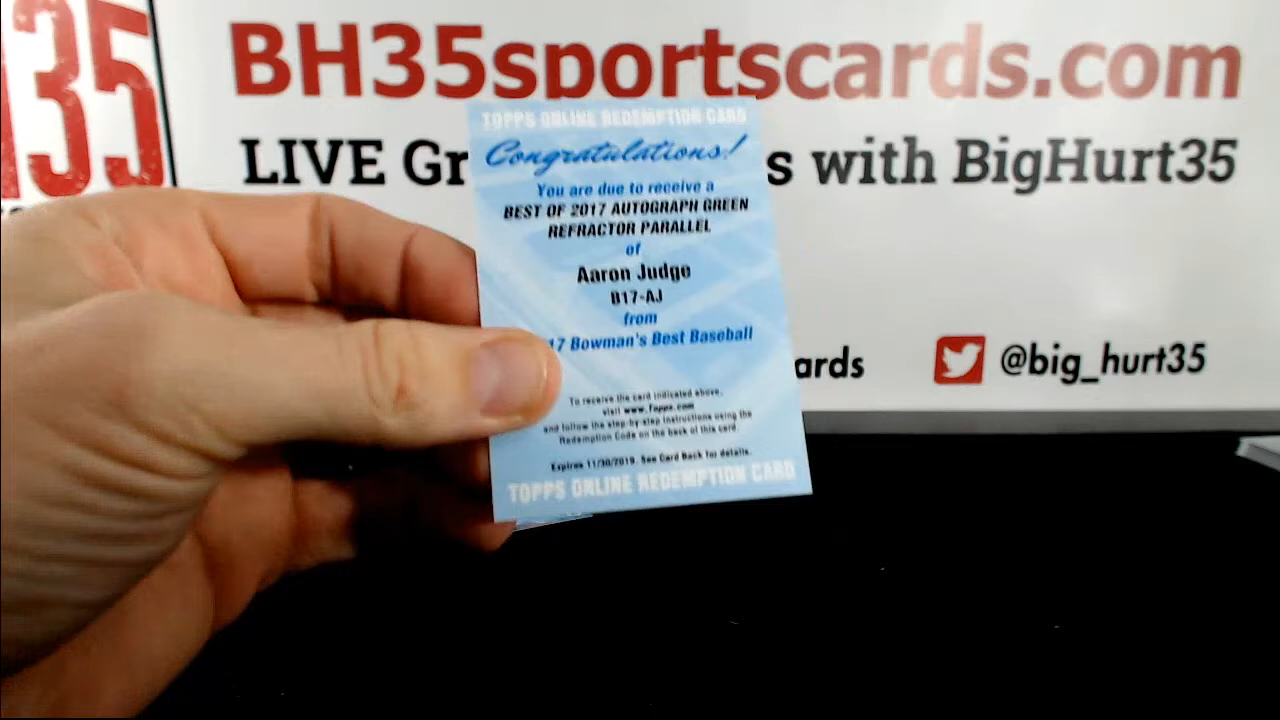 35
BH35sportscards.com
LIVE Gr s with BigHurt35
ards @big_hurt35
TOPPS ONLINE REDEMPTION CARD
Congratulations!
You are due to receive a
BEST OF 2017 AUTOGRAPH GREEN
REFRACTOR PARALLEL
of
Aaron Judge
B17-AJ
from
17 Bowman's Best Baseball
To receive the card indicated above,
visit www.Topps.com
and follow the step-by-step instructions using the
Redemption Code on the back of this card.
Expires 11/30/2019. See Card Back for details.
TOPPS ONLINE REDEMPTION CARD